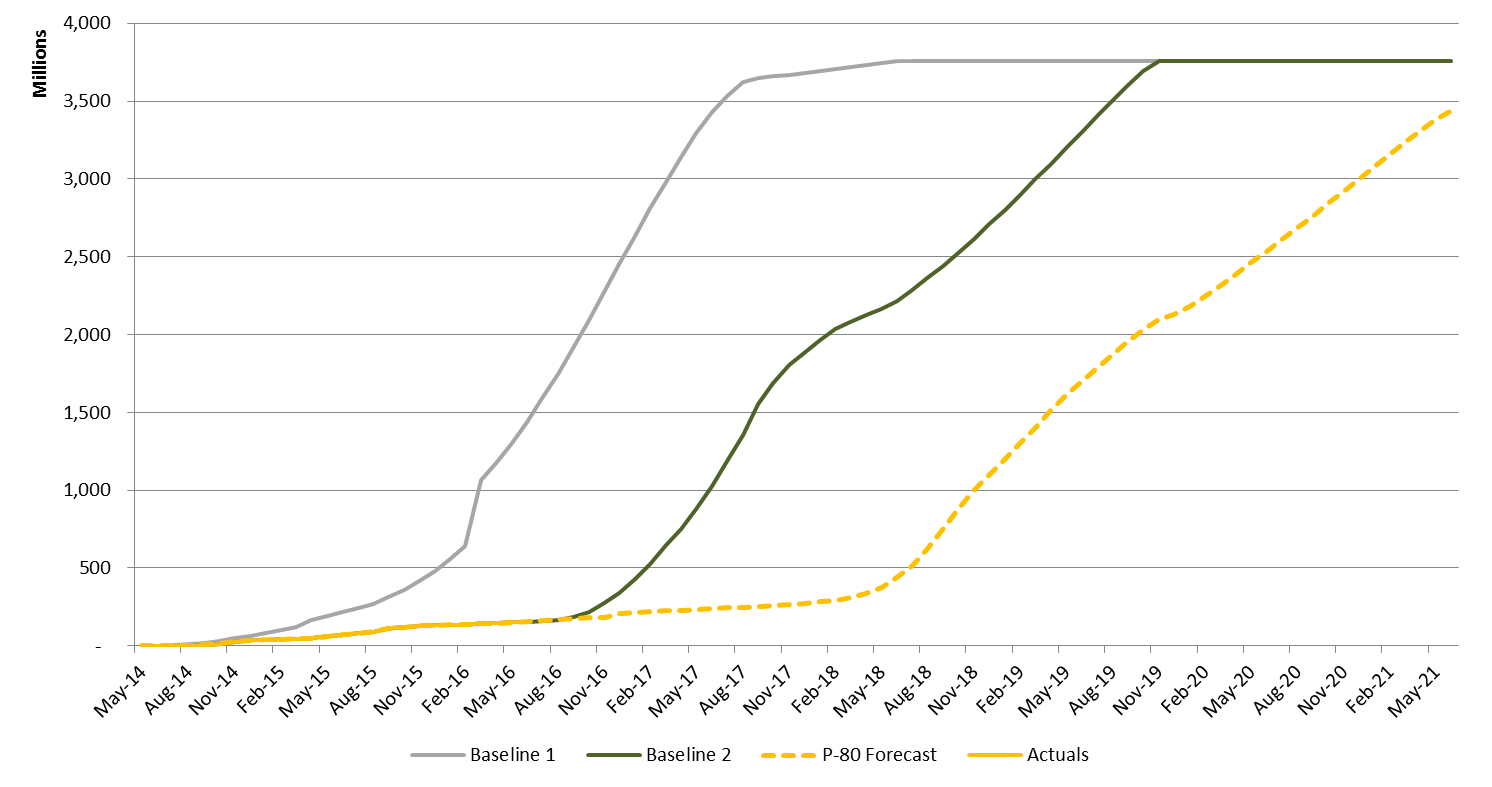 Millions
4,000
3,500
3,000
2,500
2,000
1,500
1,000
500
-
May-14
Aug-14
Nov-14
Feb-15
May-15
Aug-15
Nov-15
Feb-16
May-16
Aug-16
Nov-16
Feb-17
May-17
Aug-17
Nov-17
Feb-18
May-18
Aug-18
Nov-18
Feb-19
May-19
Aug-19
Nov-19
Feb-20
May-20
Aug-20
Nov-20
Feb-21
May-21
Baseline 1
Baseline 2
P-80 Forecast
Actuals